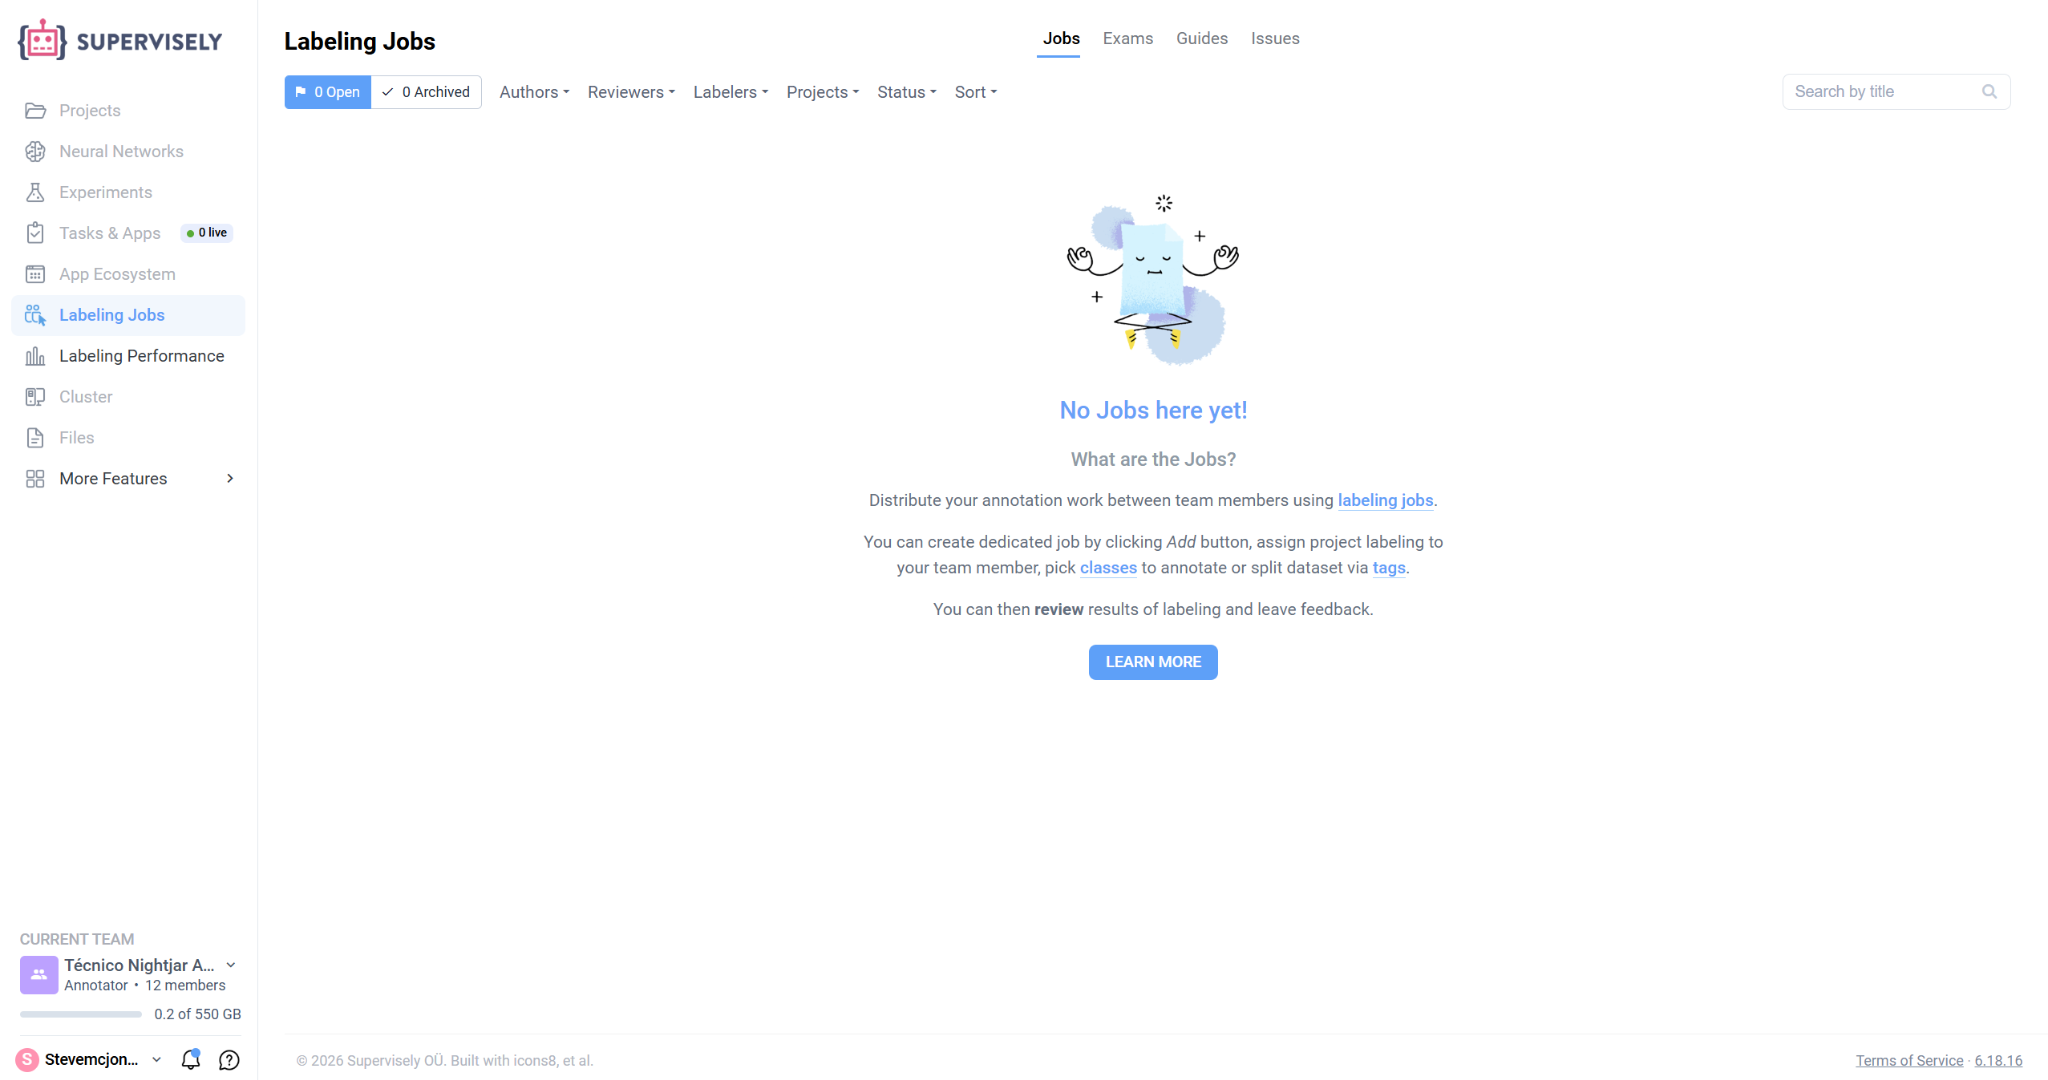 SUPERVISELY
Projects
Neural Networks
Experiments
Tasks & Apps 0 live
App Ecosystem
Labeling Jobs
Labeling Performance
Cluster
Files
More Features
CURRENT TEAM
Técnico Nightjar A...
Annotator • 12 members
0.2 of 550 GB
S Stevemcjon...
Labeling Jobs
Jobs Exams Guides Issues
0 Open 0 Archived Authors Reviewers Labelers Projects Status Sort Search by title
No Jobs here yet!
What are the Jobs?
Distribute your annotation work between team members using labeling jobs.
You can create dedicated job by clicking Add button, assign project labeling to
your team member, pick classes to annotate or split dataset via tags.
You can then review results of labeling and leave feedback.
LEARN MORE
© 2026 Supervisely OÜ. Built with icons8, et al.
Terms of Service · 6.18.16